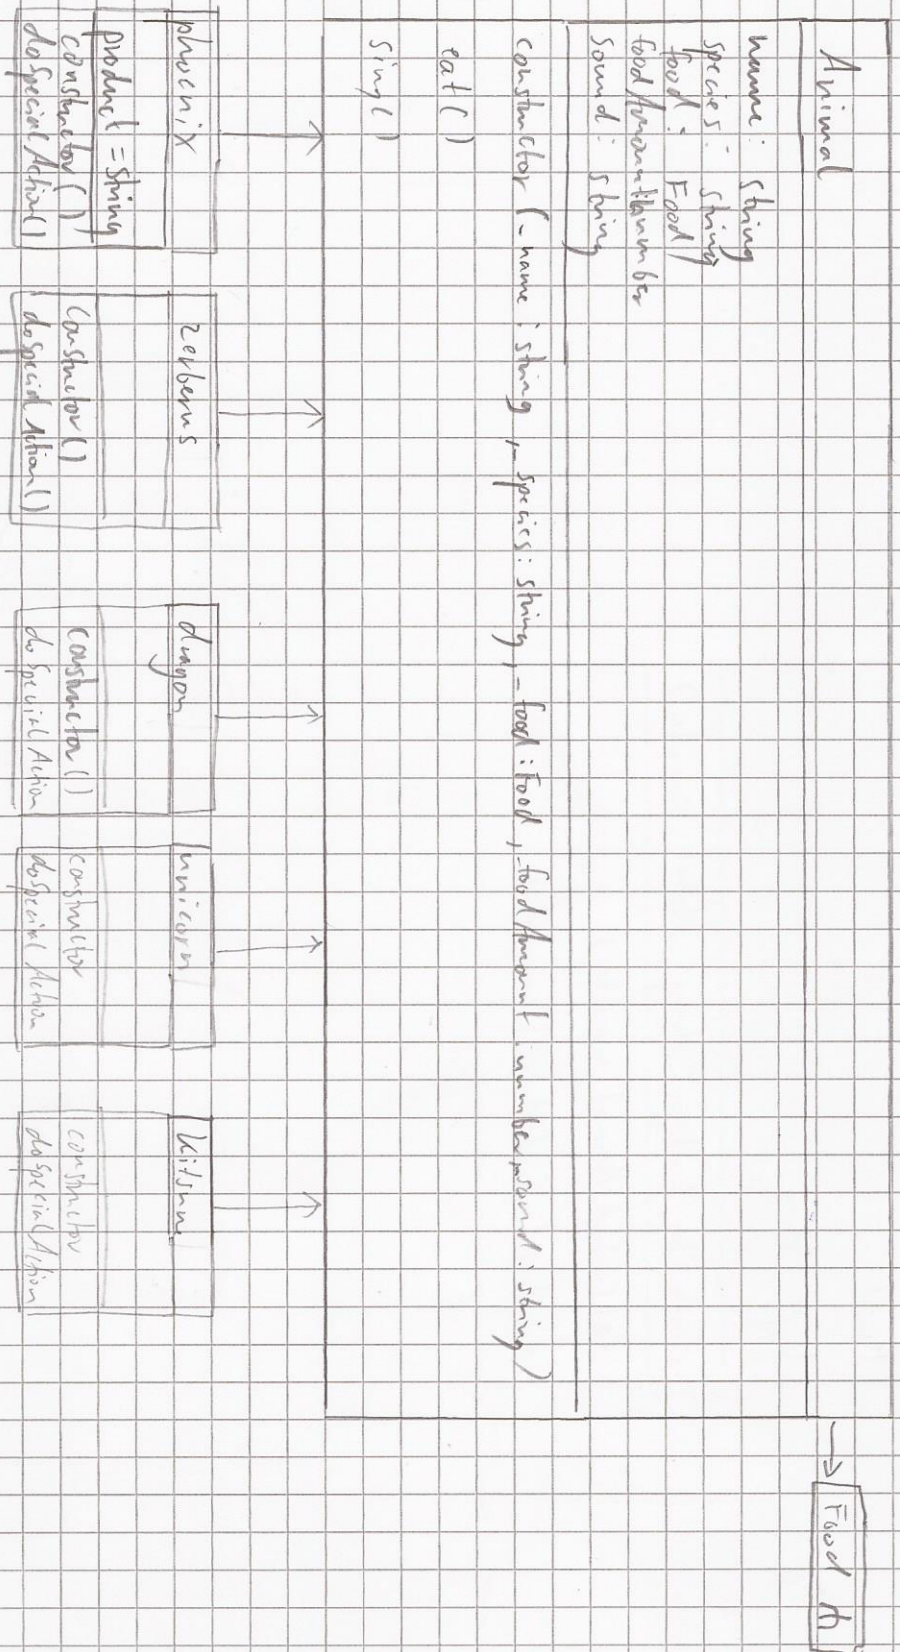 Animal
name: string
species: string
food: Food
foodAmount: number
sound: string
constructor (_name: string, _species: string, _food: Food, _foodAmount: number, _sound: string)
eat()
sing()
Food
phoenix
product = string
constructor()
doSpecialAction()
zerberus
constructor()
doSpecialAction()
dragon
constructor()
doSpecialAction
unicorn
constructor
doSpecialAction
kitsune
constructor
doSpecialAction